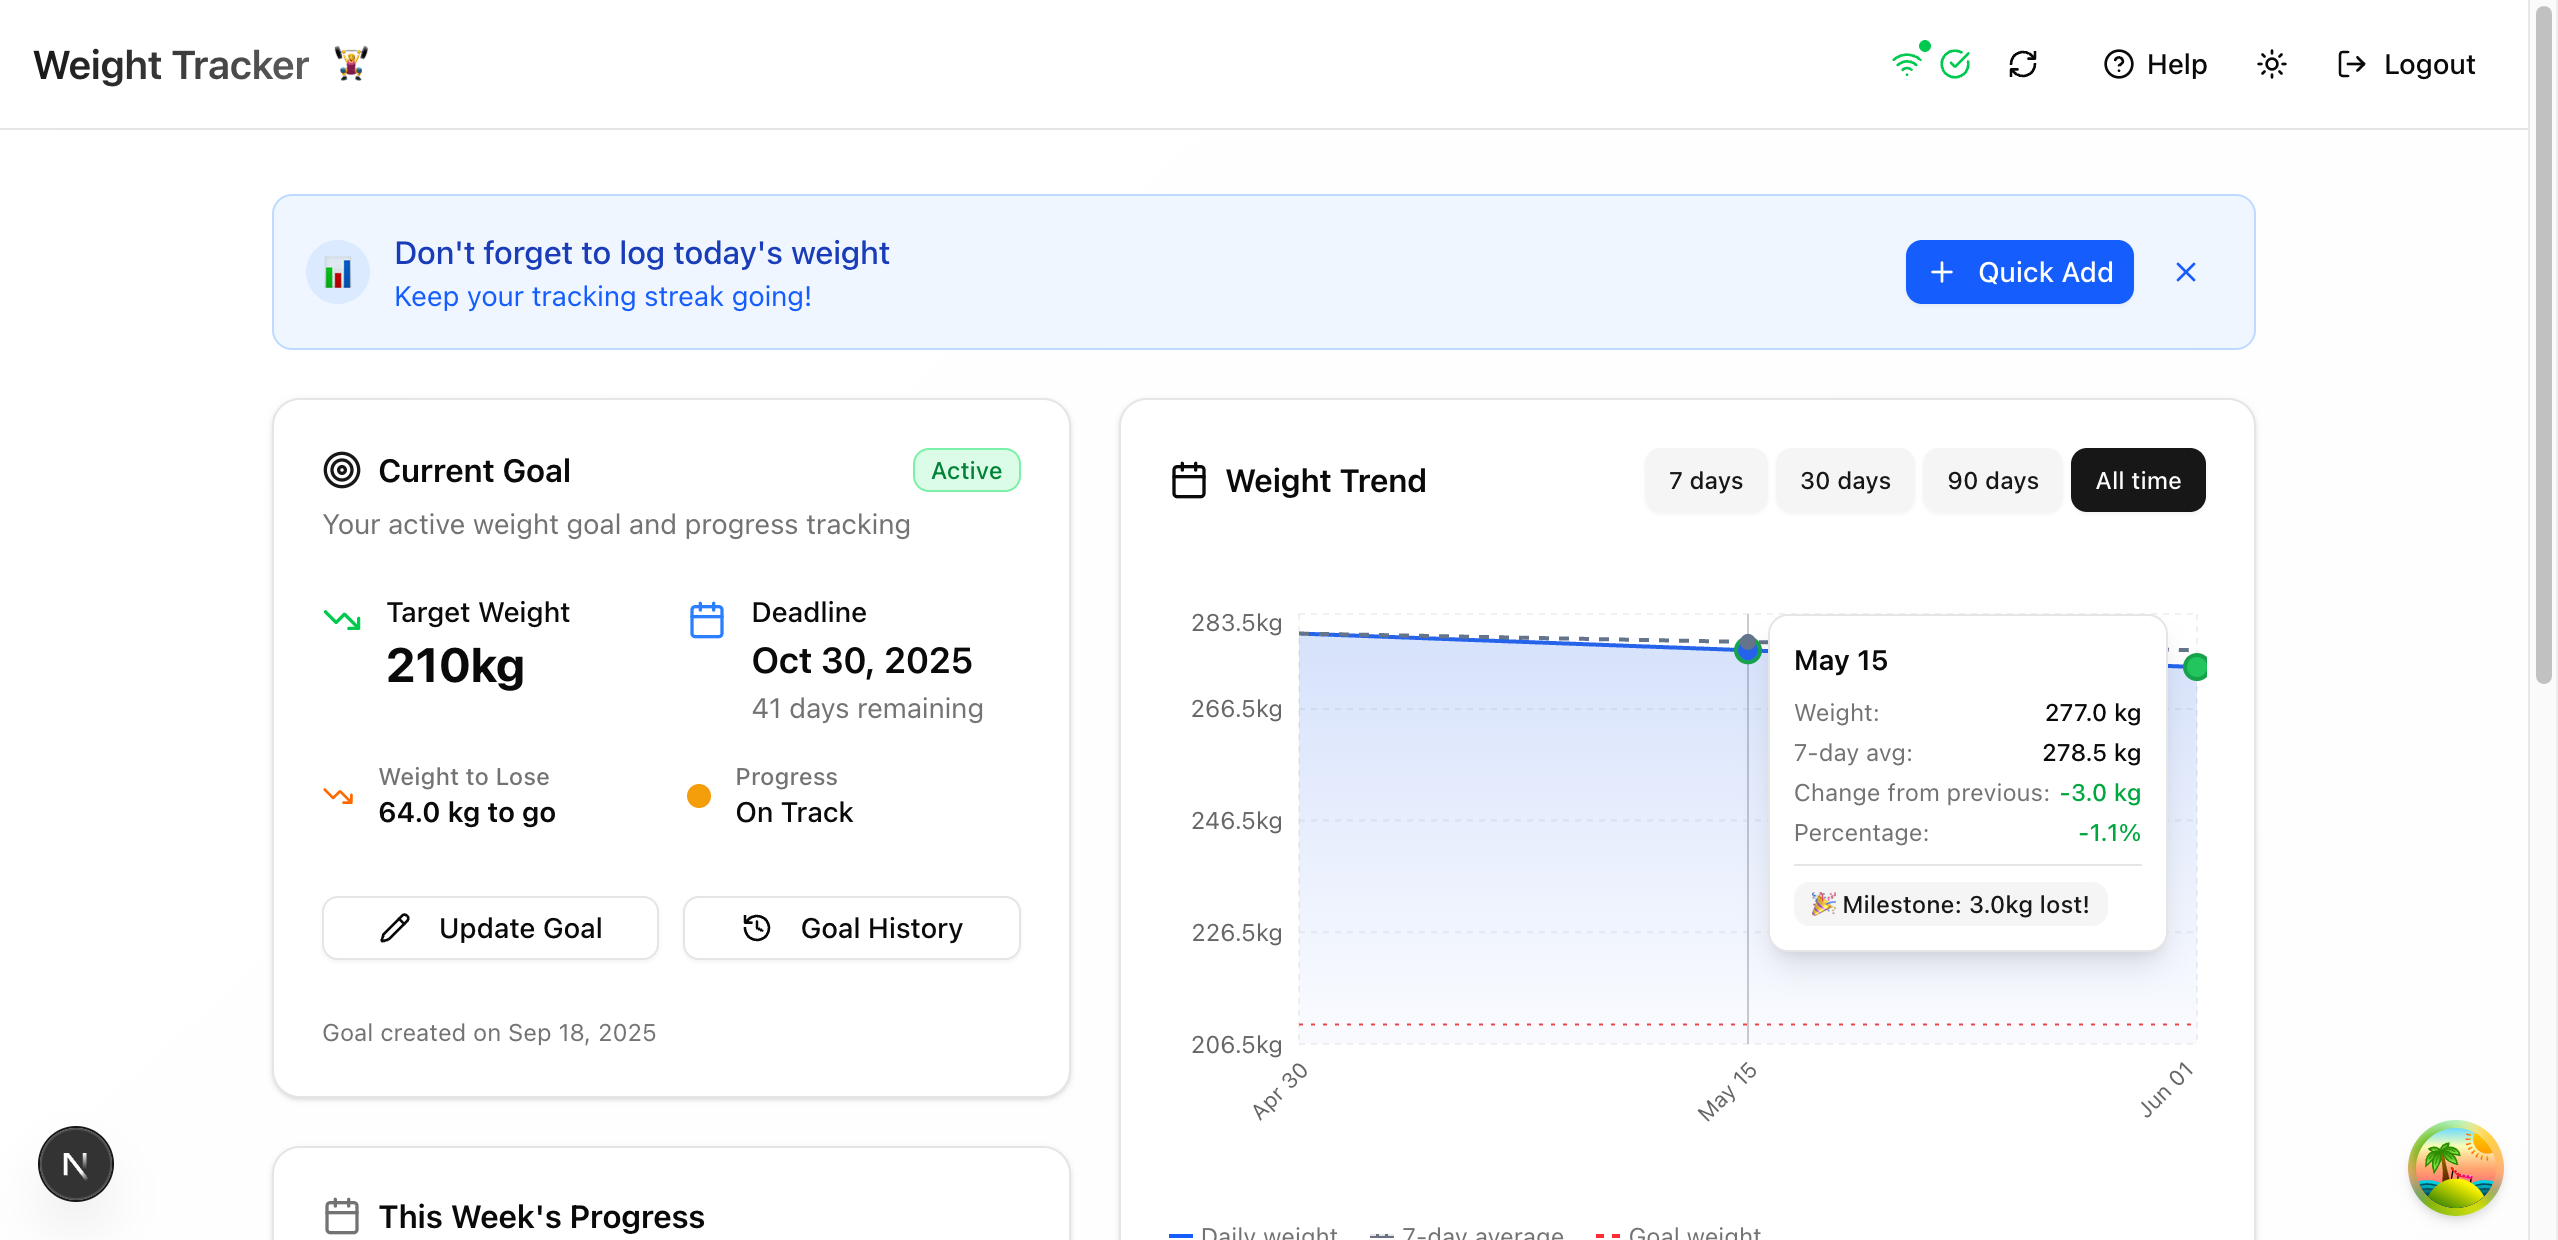 Weight Tracker
Help
Logout
Don't forget to log today's weight
Keep your tracking streak going!
Quick Add
Current Goal
Active
Your active weight goal and progress tracking
Target Weight
210kg
Deadline
Oct 30, 2025
41 days remaining
Weight to Lose
64.0 kg to go
Progress
On Track
Update Goal
Goal History
Goal created on Sep 18, 2025
This Week's Progress
Weight Trend
7 days
30 days
90 days
All time
283.5kg
266.5kg
246.5kg
226.5kg
206.5kg
Apr 30
May 15
Jun 01
May 15
Weight: 277.0 kg
7-day avg: 278.5 kg
Change from previous: -3.0 kg
Percentage: -1.1%
Milestone: 3.0kg lost!
Daily weight
7-day average
Goal weight
N